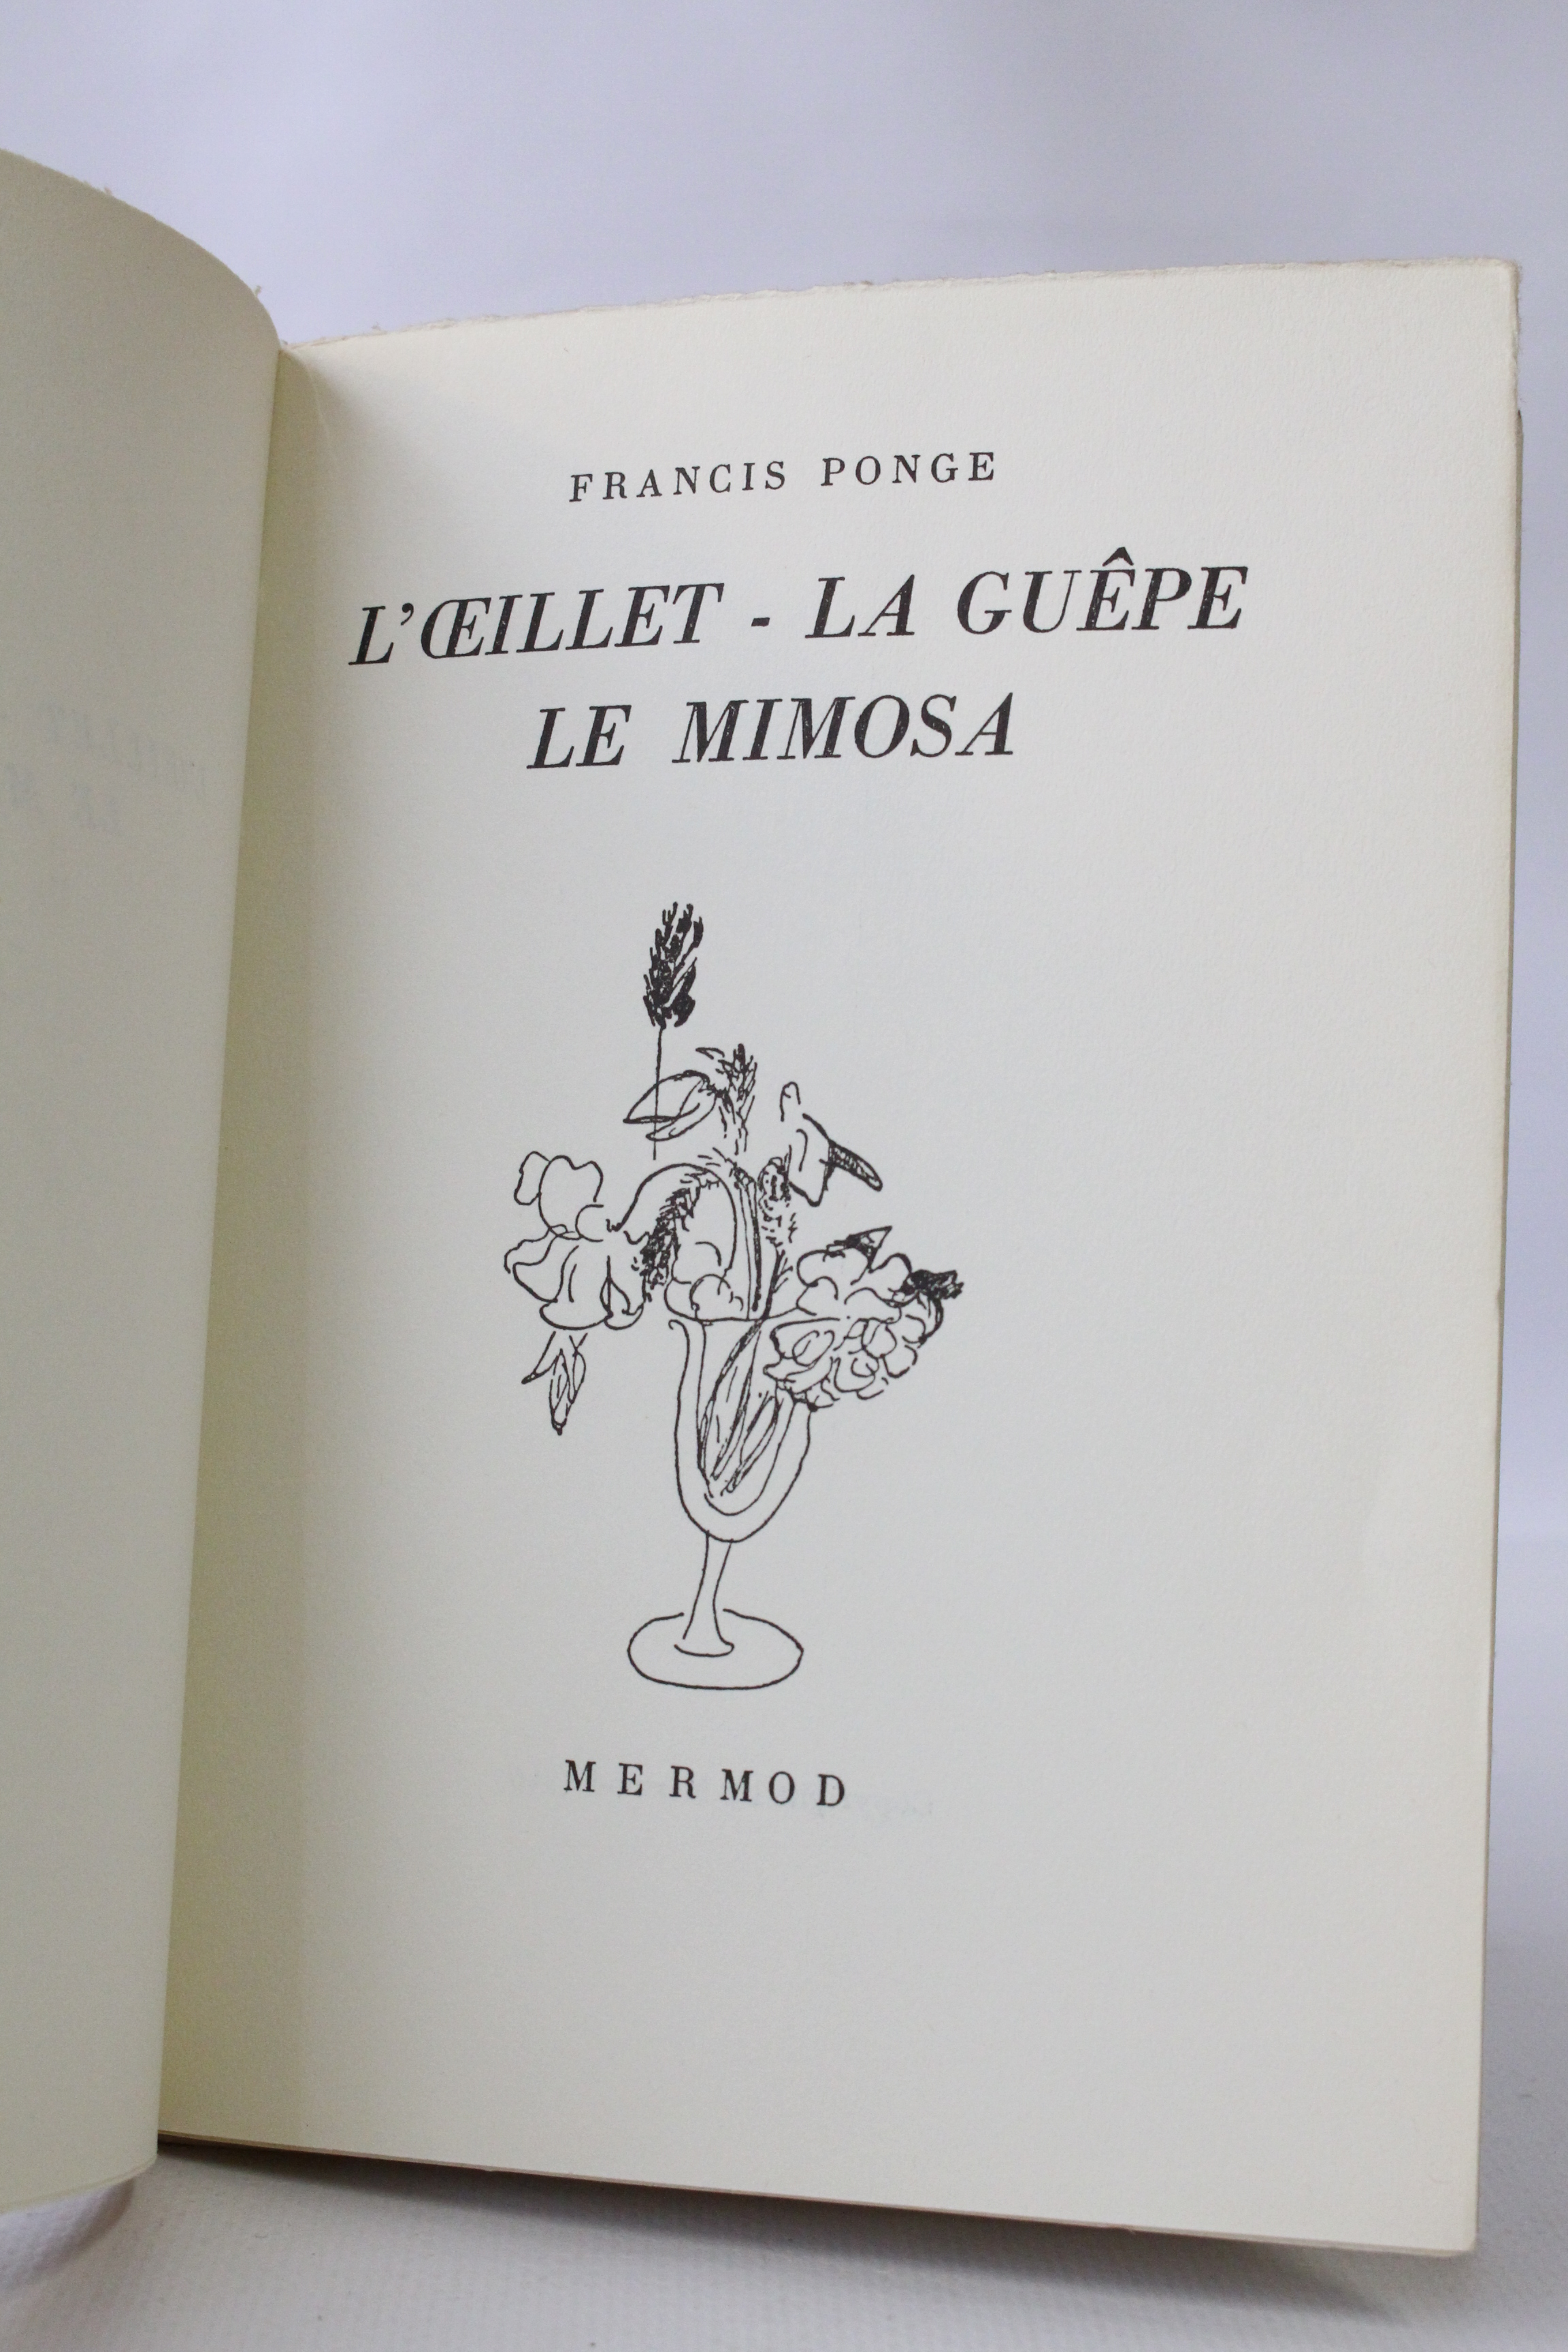 FRANCIS PONGE
L'ŒILLET - LA GUÊPE
LE MIMOSA
MERMOD